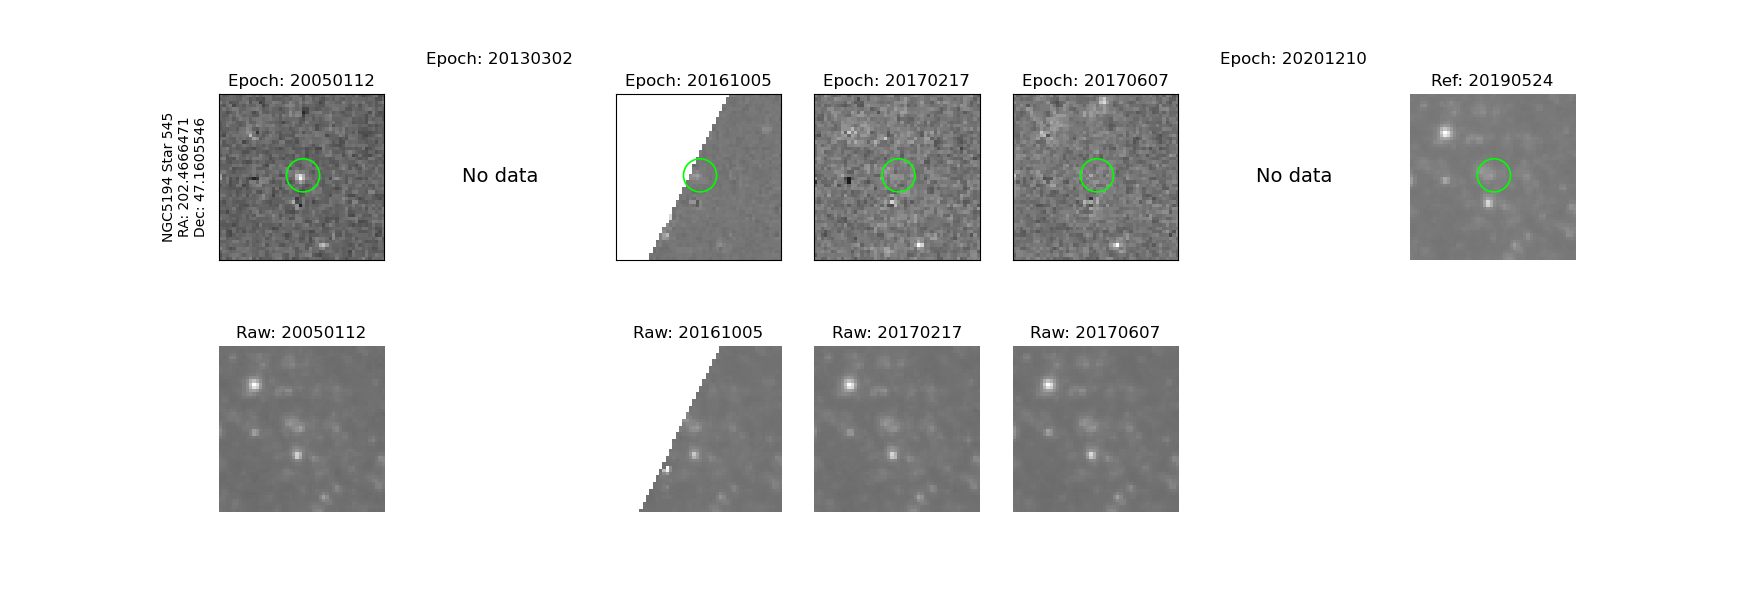 Epoch: 20130302
Epoch: 20201210
Epoch: 20050112
Epoch: 20161005
Epoch: 20170217
Epoch: 20170607
Ref: 20190524
NGC5194 Star 545
RA: 202.4666471
Dec: 47.1605546
No data
No data
Raw: 20050112
Raw: 20161005
Raw: 20170217
Raw: 20170607